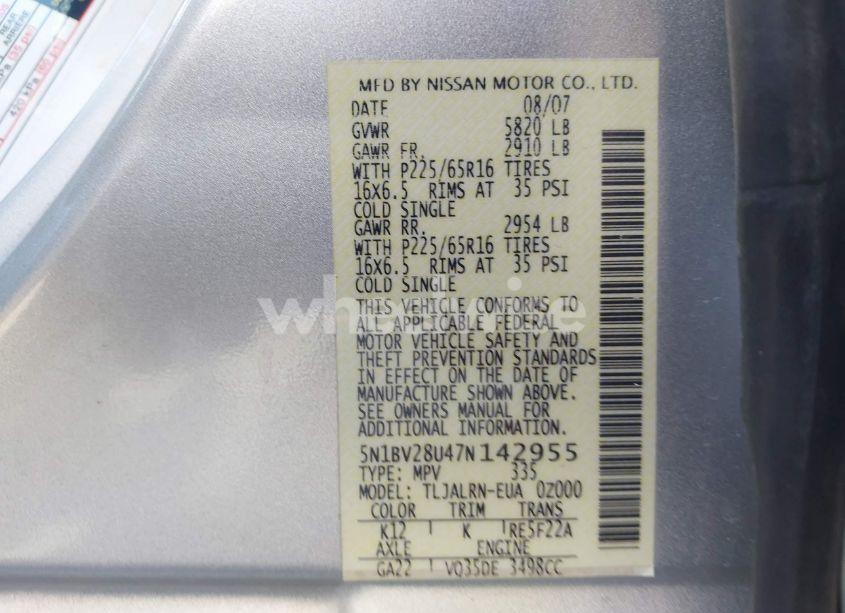 REAR
ARRIÈRE
MFD BY NISSAN MOTOR CO., LTD.
DATE 08/07
GVWR 5820 LB
GAWR FR. 2910 LB
WITH P225/65R16 TIRES
16X6.5 RIMS AT 35 PSI
COLD SINGLE
GAWR RR. 2954 LB
WITH P225/65R16 TIRES
16X6.5 RIMS AT 35 PSI
COLD SINGLE
THIS VEHICLE CONFORMS TO
ALL APPLICABLE FEDERAL
MOTOR VEHICLE SAFETY AND
THEFT PREVENTION STANDARDS
IN EFFECT ON THE DATE OF
MANUFACTURE SHOWN ABOVE.
SEE OWNERS MANUAL FOR
ADDITIONAL INFORMATION.
5N1BV28U47N142955
TYPE: MPV 335
MODEL: TLJALRN-EUA 0Z000
COLOR TRIM TRANS
K12 K RE5F22A
AXLE ENGINE
GA22 VQ35DE 3498CC